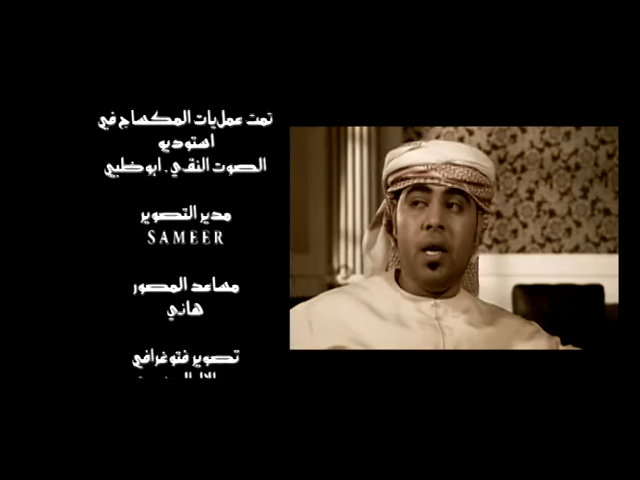 تمت عمليات المكساج في
استوديو
الصوت النقي . ابوظبي
مدير التصوير
SAMEER
مساعد المصور
هاني
تصوير فتوغرافي